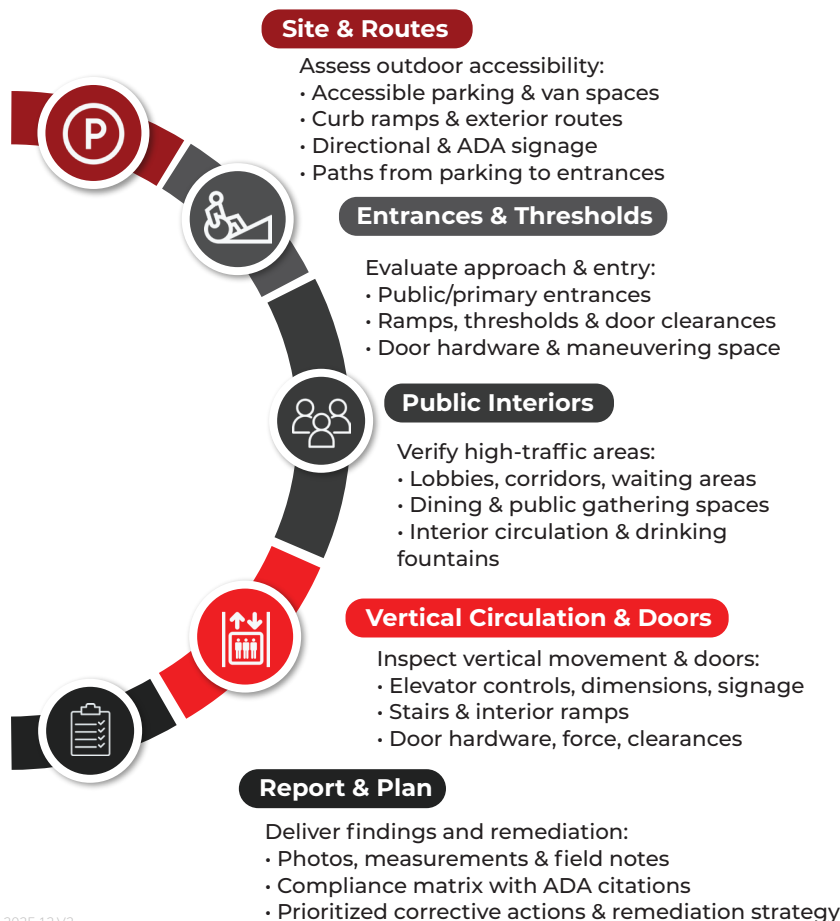 Site & Routes
Assess outdoor accessibility:
• Accessible parking & van spaces
• Curb ramps & exterior routes
• Directional & ADA signage
• Paths from parking to entrances
P
Entrances & Thresholds
Evaluate approach & entry:
• Public/primary entrances
• Ramps, thresholds & door clearances
• Door hardware & maneuvering space
Public Interiors
Verify high-traffic areas:
• Lobbies, corridors, waiting areas
• Dining & public gathering spaces
• Interior circulation & drinking
fountains
Vertical Circulation & Doors
Inspect vertical movement & doors:
• Elevator controls, dimensions, signage
• Stairs & interior ramps
• Door hardware, force, clearances
Report & Plan
Deliver findings and remediation:
• Photos, measurements & field notes
• Compliance matrix with ADA citations
• Prioritized corrective actions & remediation strategy